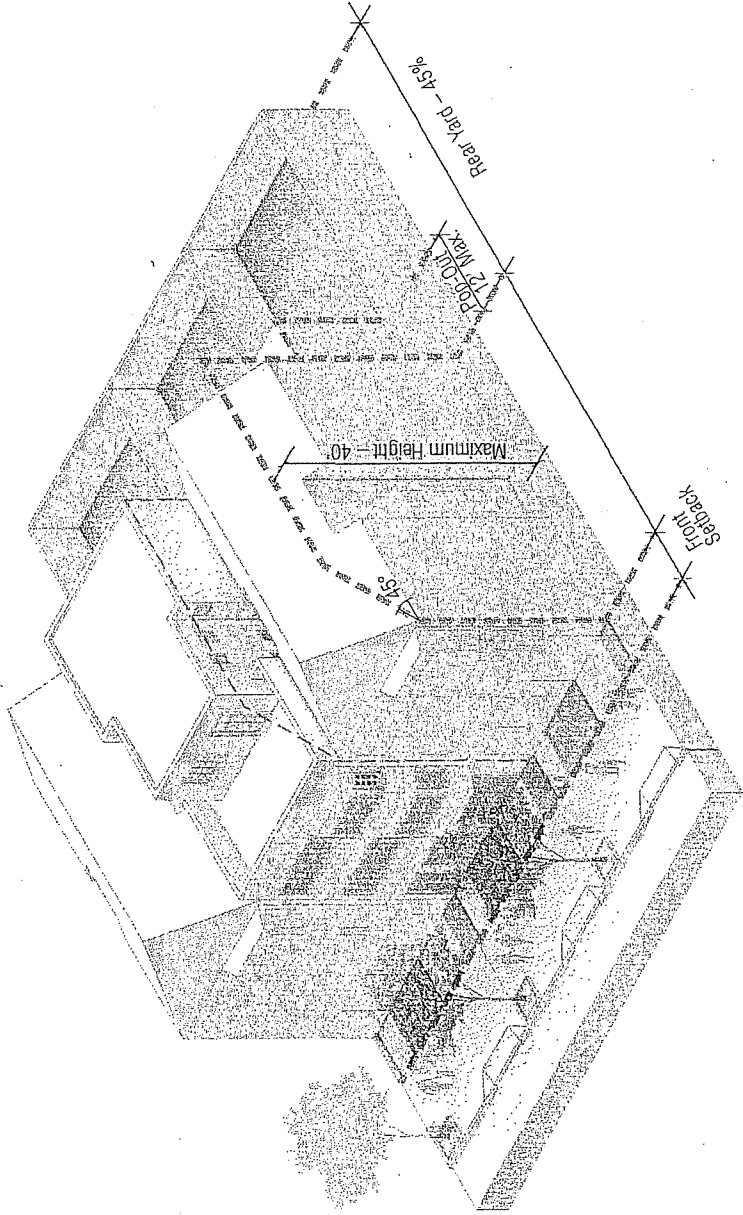 Rear Yard – 45%
Pop-Out
12' Max.
Maximum Height – 40'
45°
Front
Setback